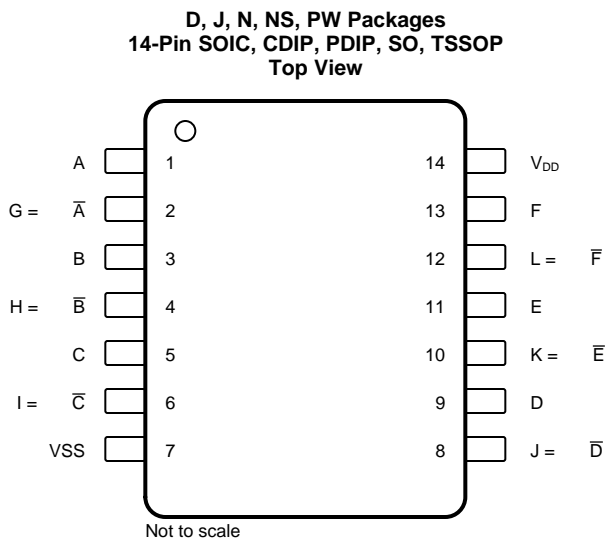 D, J, N, NS, PW Packages
14-Pin SOIC, CDIP, PDIP, SO, TSSOP
Top View
A 1 14 VDD
G = A̅ 2 13 F
B 3 12 L = F̅
H = B̅ 4 11 E
C 5 10 K = E̅
I = C̅ 6 9 D
VSS 7 8 J = D̅
Not to scale